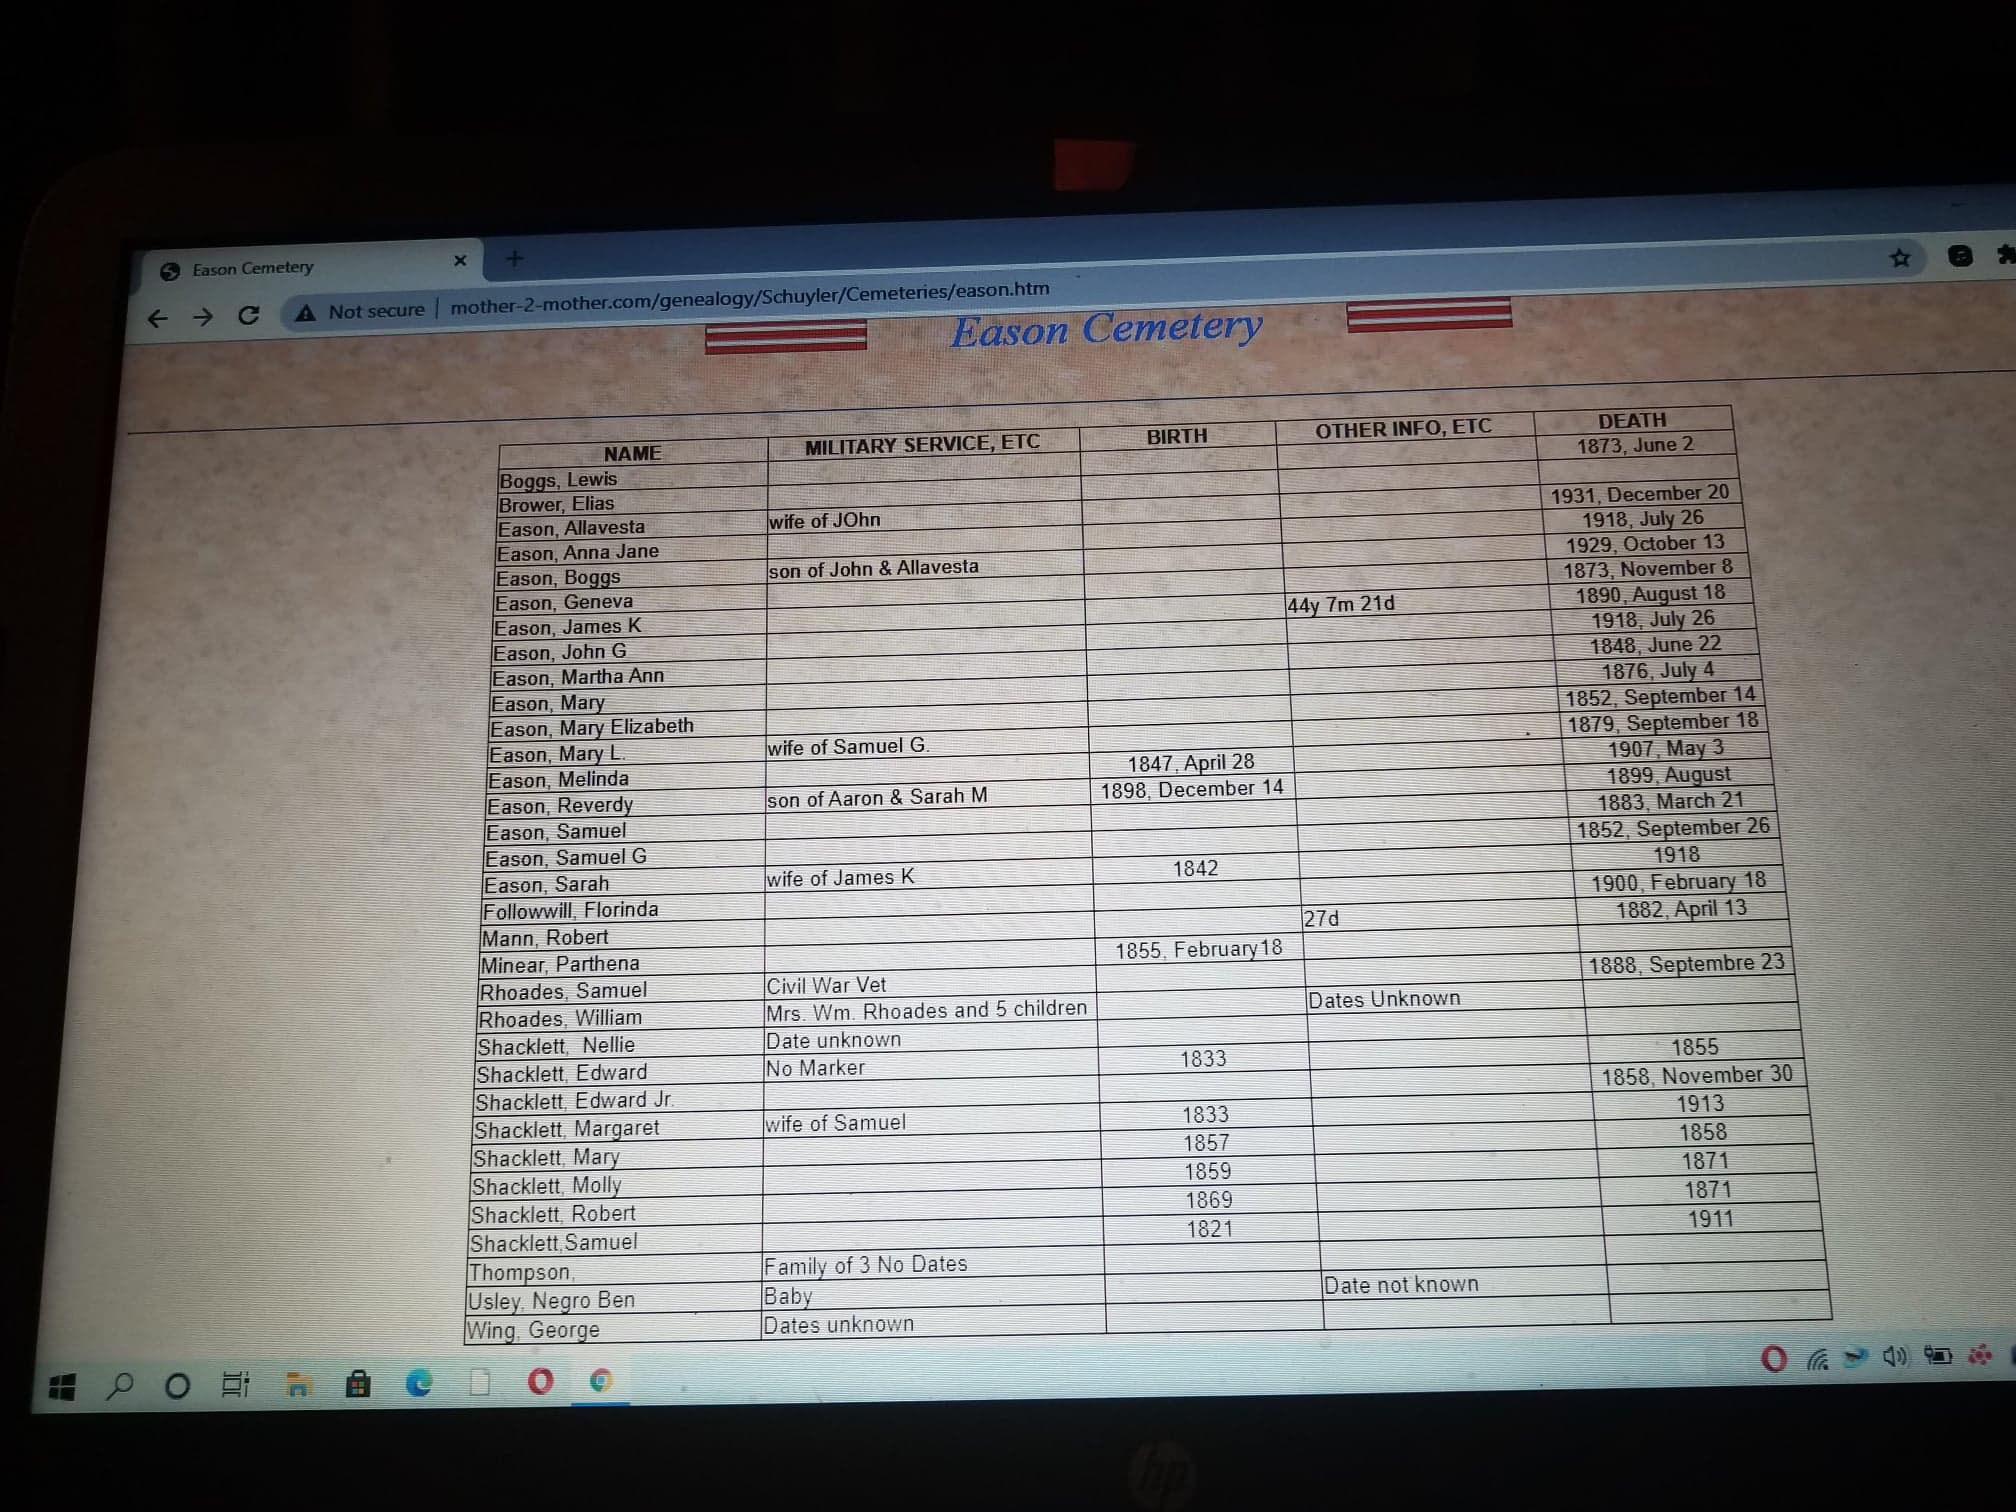 Eason Cemetery
Not secure | mother-2-mother.com/genealogy/Schuyler/Cemeteries/eason.htm
Eason Cemetery
NAME MILITARY SERVICE, ETC BIRTH OTHER INFO, ETC DEATH
Boggs, Lewis 1873, June 2
Brower, Elias
Eason, Allavesta wife of JOhn 1931, December 20
Eason, Anna Jane 1918, July 26
Eason, Boggs son of John & Allavesta 1929, October 13
Eason, Geneva 1873, November 8
Eason, James K 44y 7m 21d 1890, August 18
Eason, John G 1918, July 26
Eason, Martha Ann 1848, June 22
Eason, Mary 1876, July 4
Eason, Mary Elizabeth 1852, September 14
Eason, Mary L. wife of Samuel G. 1879, September 18
Eason, Melinda 1847, April 28 1907, May 3
Eason, Reverdy son of Aaron & Sarah M 1898, December 14 1899, August
Eason, Samuel 1883, March 21
Eason, Samuel G 1852, September 26
Eason, Sarah wife of James K 1842 1918
Followwill, Florinda 1900, February 18
Mann, Robert 27d 1882, April 13
Minear, Parthena 1855, February18
Rhoades, Samuel Civil War Vet 1888, Septembre 23
Rhoades, William Mrs. Wm. Rhoades and 5 children Dates Unknown
Shacklett, Nellie Date unknown
Shacklett, Edward No Marker 1833 1855
Shacklett, Edward Jr. 1858, November 30
Shacklett, Margaret wife of Samuel 1833 1913
Shacklett, Mary 1857 1858
Shacklett, Molly 1859 1871
Shacklett, Robert 1869 1871
Shacklett,Samuel 1821 1911
Thompson, Family of 3 No Dates
Usley, Negro Ben Baby Date not known
Wing, George Dates unknown
hp